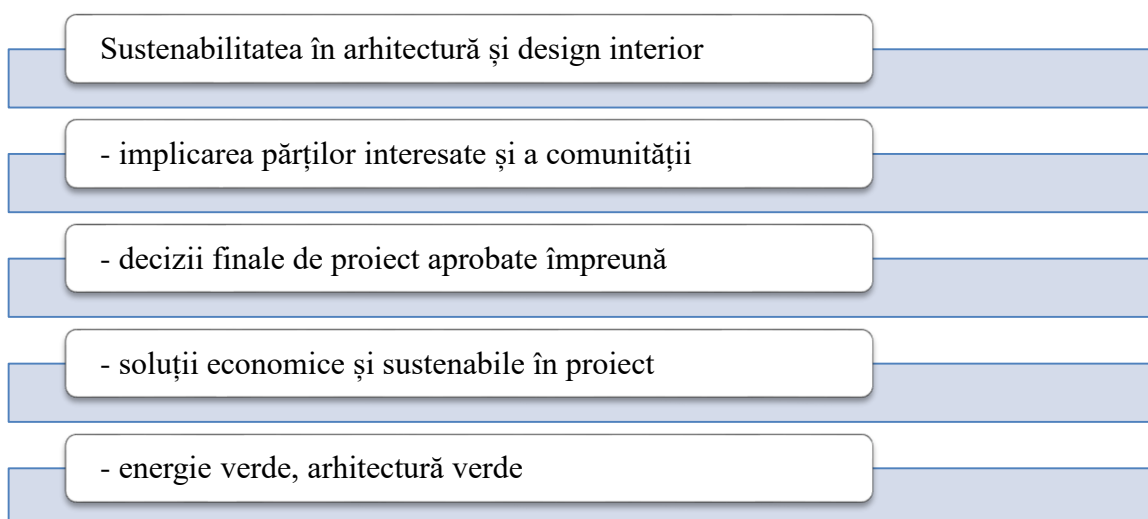 Sustenabilitatea în arhitectură și design interior
- implicarea părților interesate și a comunității
- decizii finale de proiect aprobate împreună
- soluții economice și sustenabile în proiect
- energie verde, arhitectură verde